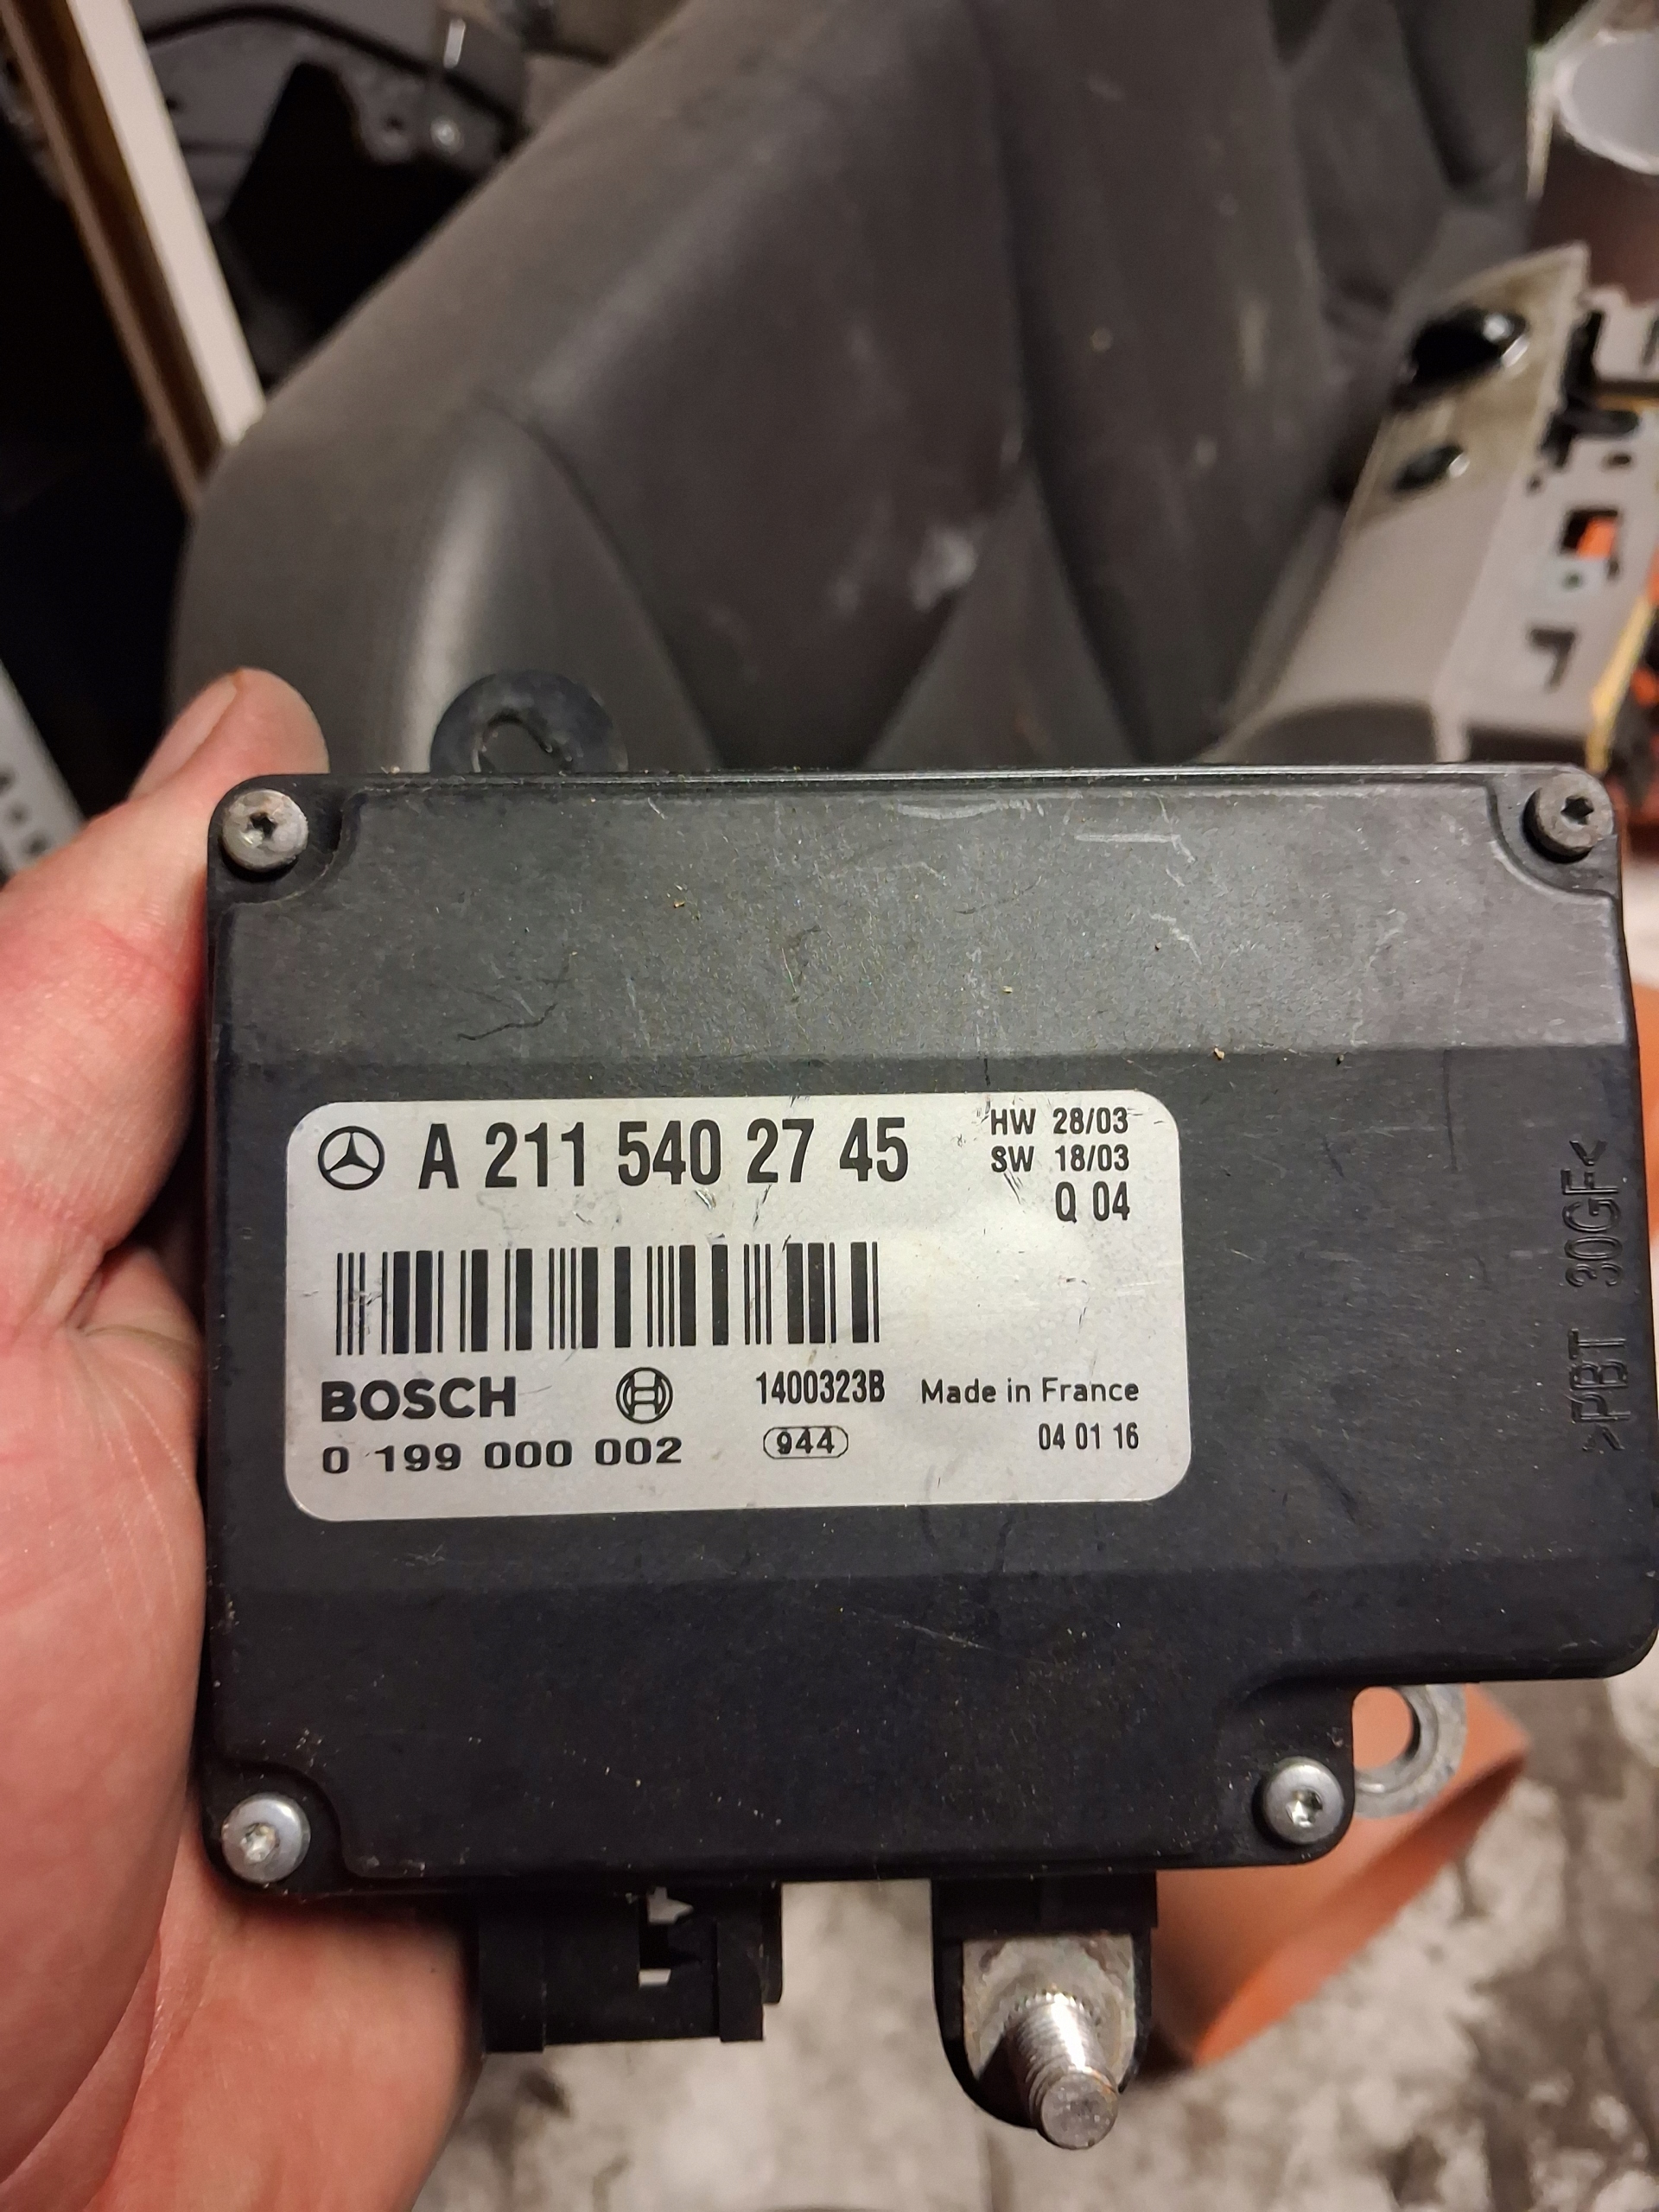 A 211 540 27 45
HW 28/03
SW 18/03
Q 04
BOSCH
1400323B
Made in France
0 199 000 002
944
04 01 16
>PBT 30GF<